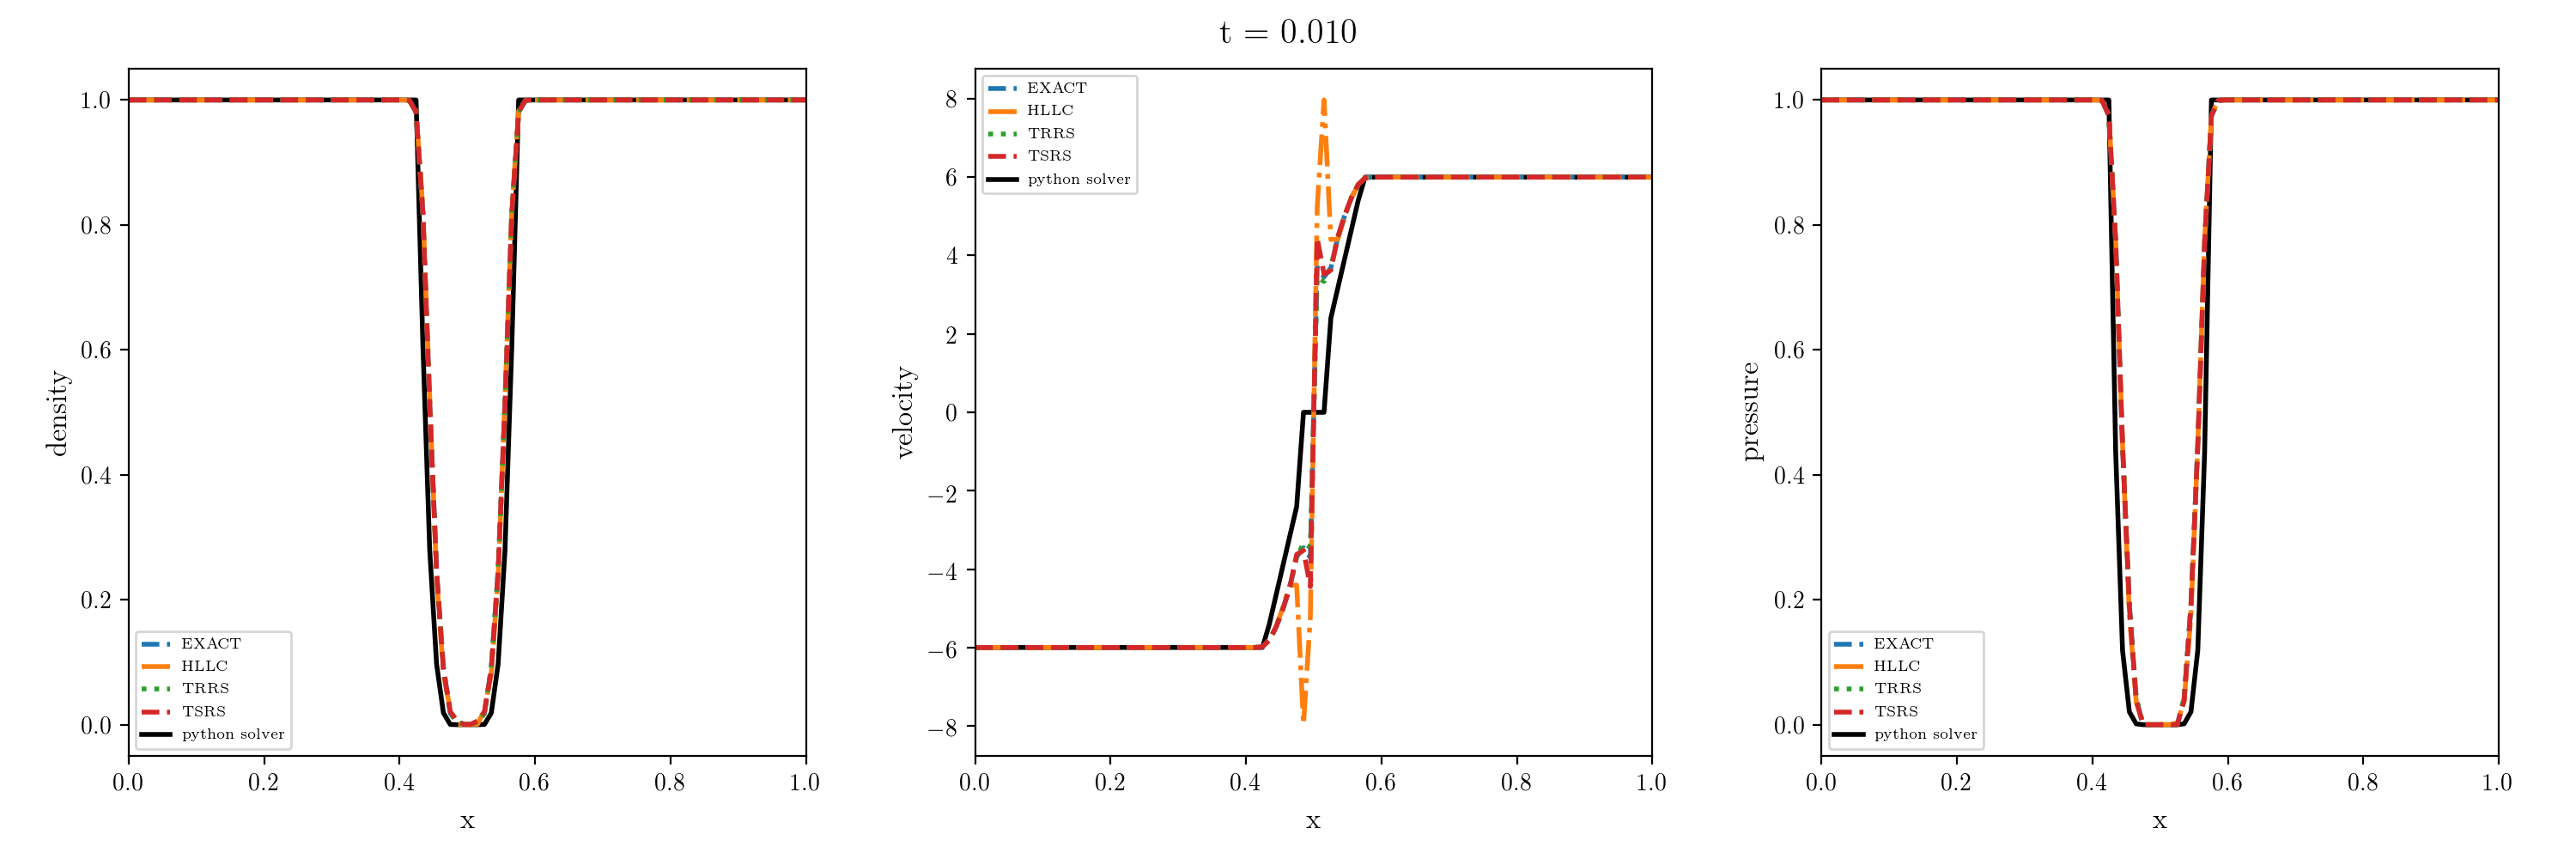 t = 0.010
density
1.0
0.8
0.6
0.4
0.2
0.0
EXACT
HLLC
TRRS
TSRS
python solver
0.0 0.2 0.4 0.6 0.8 1.0
x
velocity
8
6
4
2
0
−2
−4
−6
−8
EXACT
HLLC
TRRS
TSRS
python solver
0.0 0.2 0.4 0.6 0.8 1.0
x
pressure
1.0
0.8
0.6
0.4
0.2
0.0
EXACT
HLLC
TRRS
TSRS
python solver
0.0 0.2 0.4 0.6 0.8 1.0
x